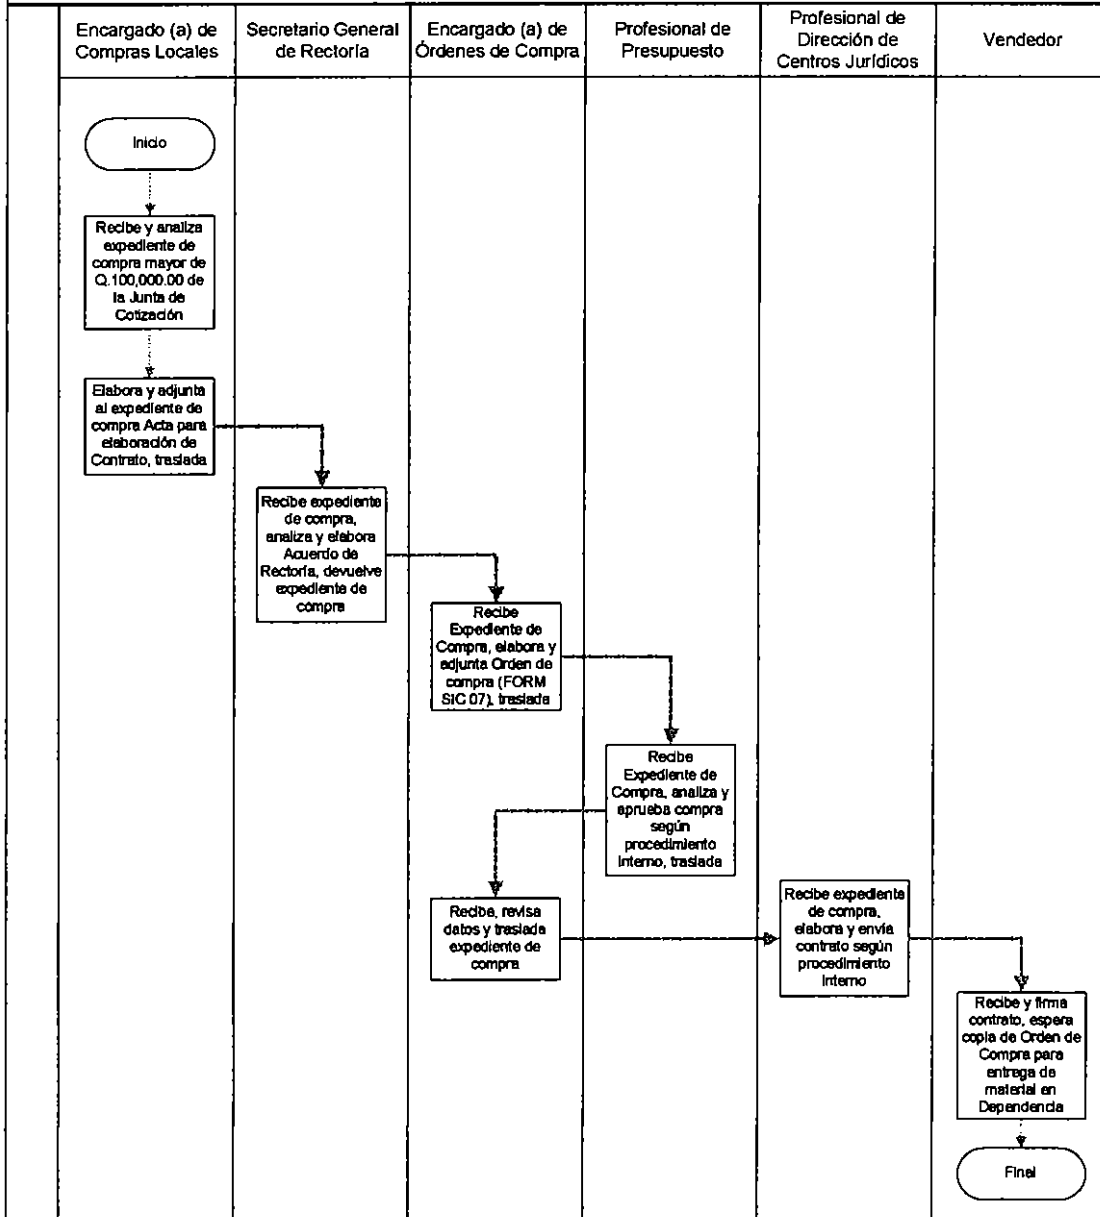 Encargado (a) de
Compras Locales
Secretario General
de Rectoría
Encargado (a) de
Órdenes de Compra
Profesional de
Presupuesto
Profesional de
Dirección de
Centros Jurídicos
Vendedor
Inicio
Recibe y analiza
expediente de
compra mayor de
Q.100,000.00 de
la Junta de
Cotización
Elabora y adjunta
al expediente de
compra Acta para
elaboración de
Contrato, traslada
Recibe expediente
de compra,
analiza y elabora
Acuerdo de
Rectoría, devuelve
expediente de
compra
Recibe
Expediente de
Compra, elabora y
adjunta Orden de
compra (FORM
SIC 07), traslada
Recibe
Expediente de
Compra, analiza y
aprueba compra
según
procedimiento
Interno, traslada
Recibe, revisa
datos y traslada
expediente de
compra
Recibe expediente
de compra,
elabora y envía
contrato según
procedimiento
Interno
Recibe y firma
contrato, espera
copia de Orden de
Compra para
entrega de
material en
Dependencia
Final